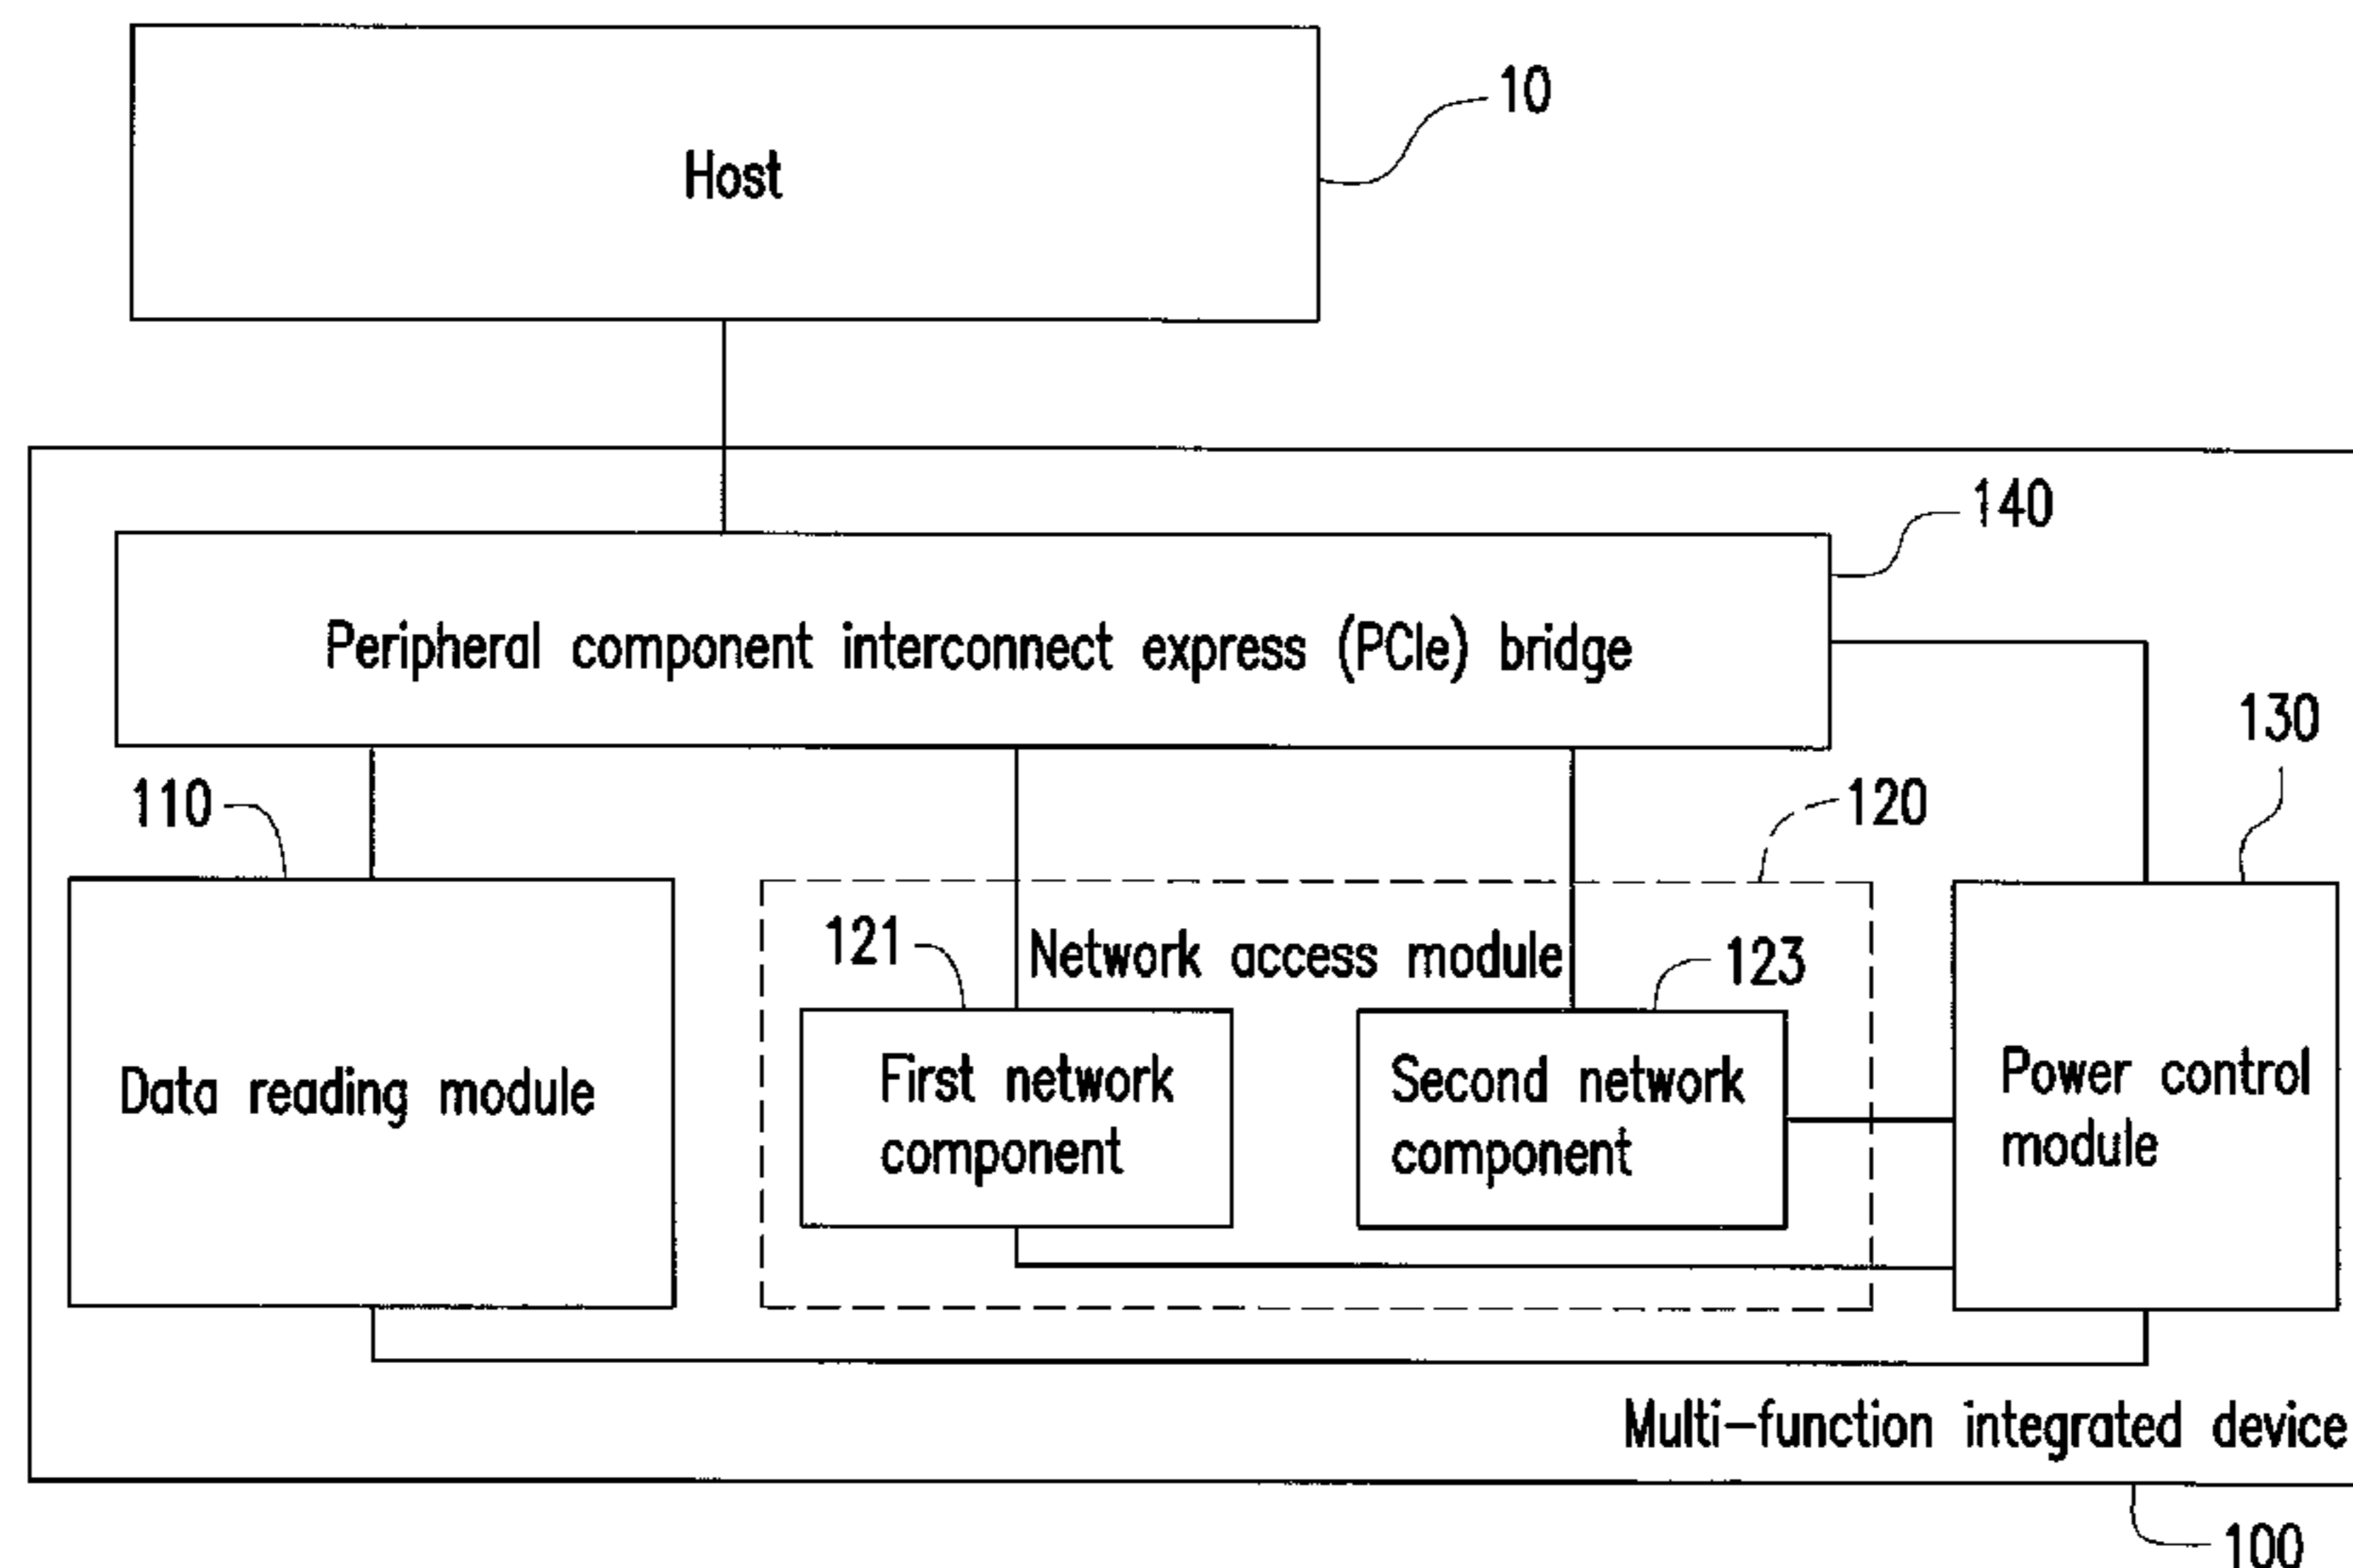 10
Host
140
Peripheral component interconnect express (PCIe) bridge
130
110
120
121
Network access module
123
Data reading module
First network
component
Second network
component
Power control
module
Multi-function integrated device
100